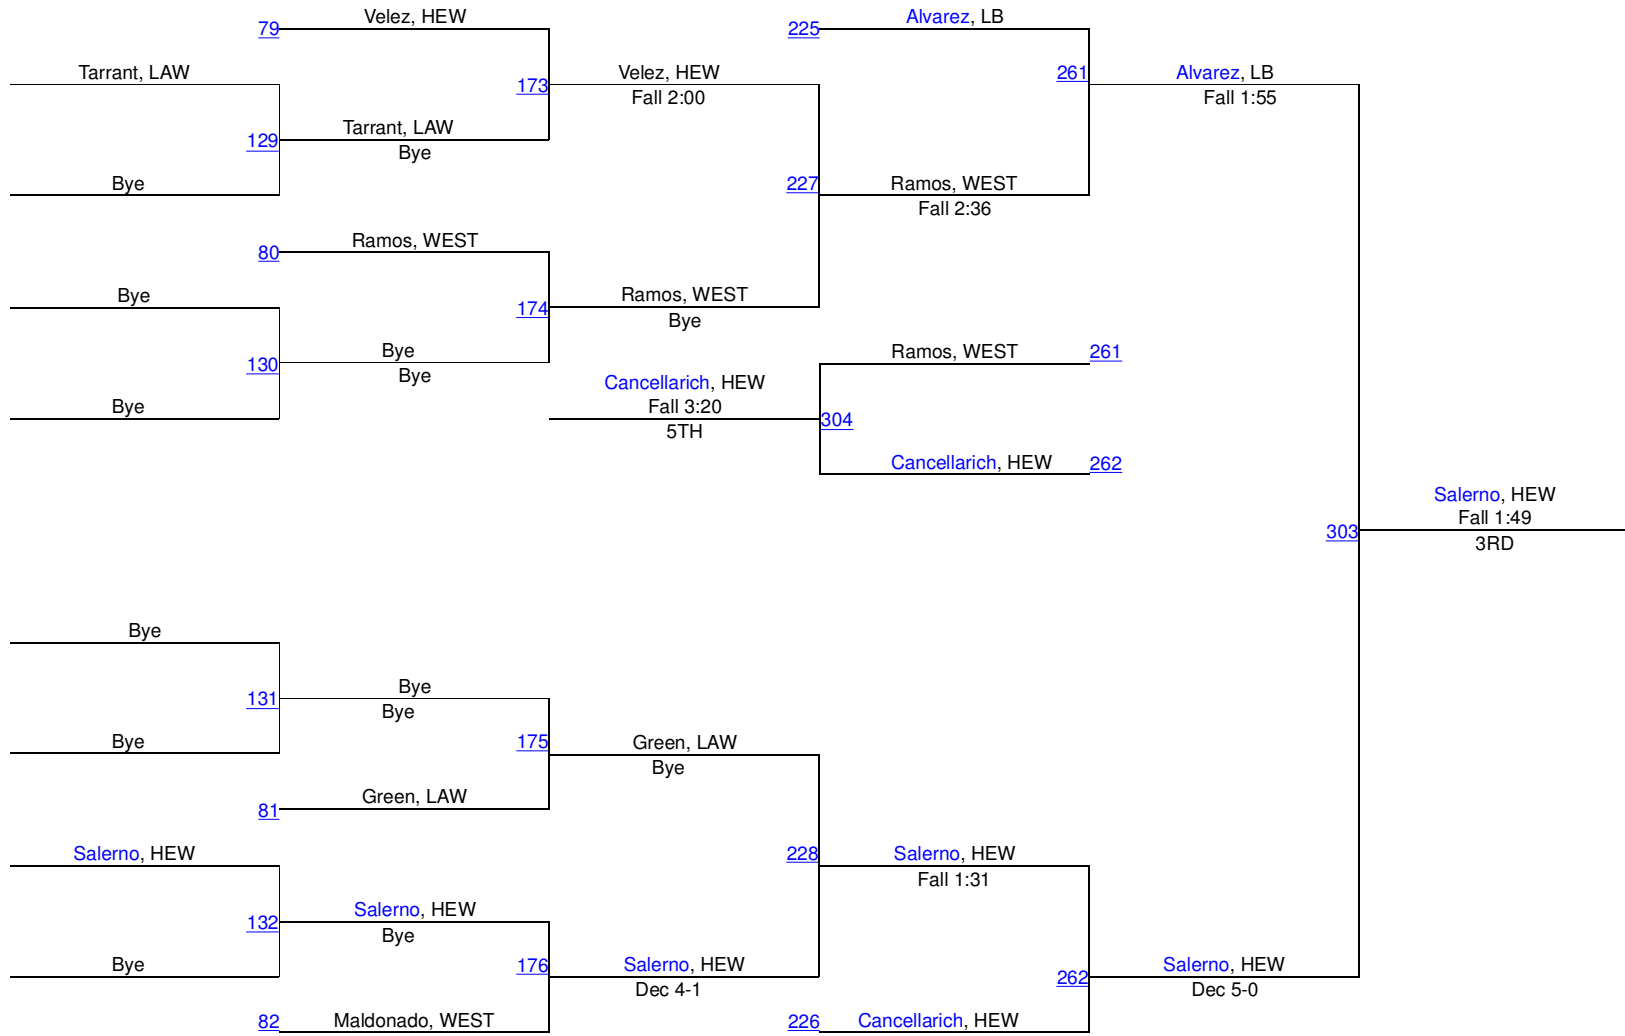 Velez, HEW
79
Alvarez, LB
225
Tarrant, LAW
173
Velez, HEW
Fall 2:00
261
Alvarez, LB
Fall 1:55
129
Tarrant, LAW
Bye
Bye
227
Ramos, WEST
Fall 2:36
80
Ramos, WEST
Bye
174
Ramos, WEST
Bye
130
Bye
Bye
Ramos, WEST
261
Bye
Cancellarich, HEW
Fall 3:20
5TH
304
Cancellarich, HEW
262
303
Salerno, HEW
Fall 1:49
3RD
Bye
131
Bye
Bye
Bye
175
Green, LAW
Bye
81
Green, LAW
Salerno, HEW
228
Salerno, HEW
Fall 1:31
132
Salerno, HEW
Bye
Bye
176
Salerno, HEW
Dec 4-1
262
Salerno, HEW
Dec 5-0
82
Maldonado, WEST
226
Cancellarich, HEW